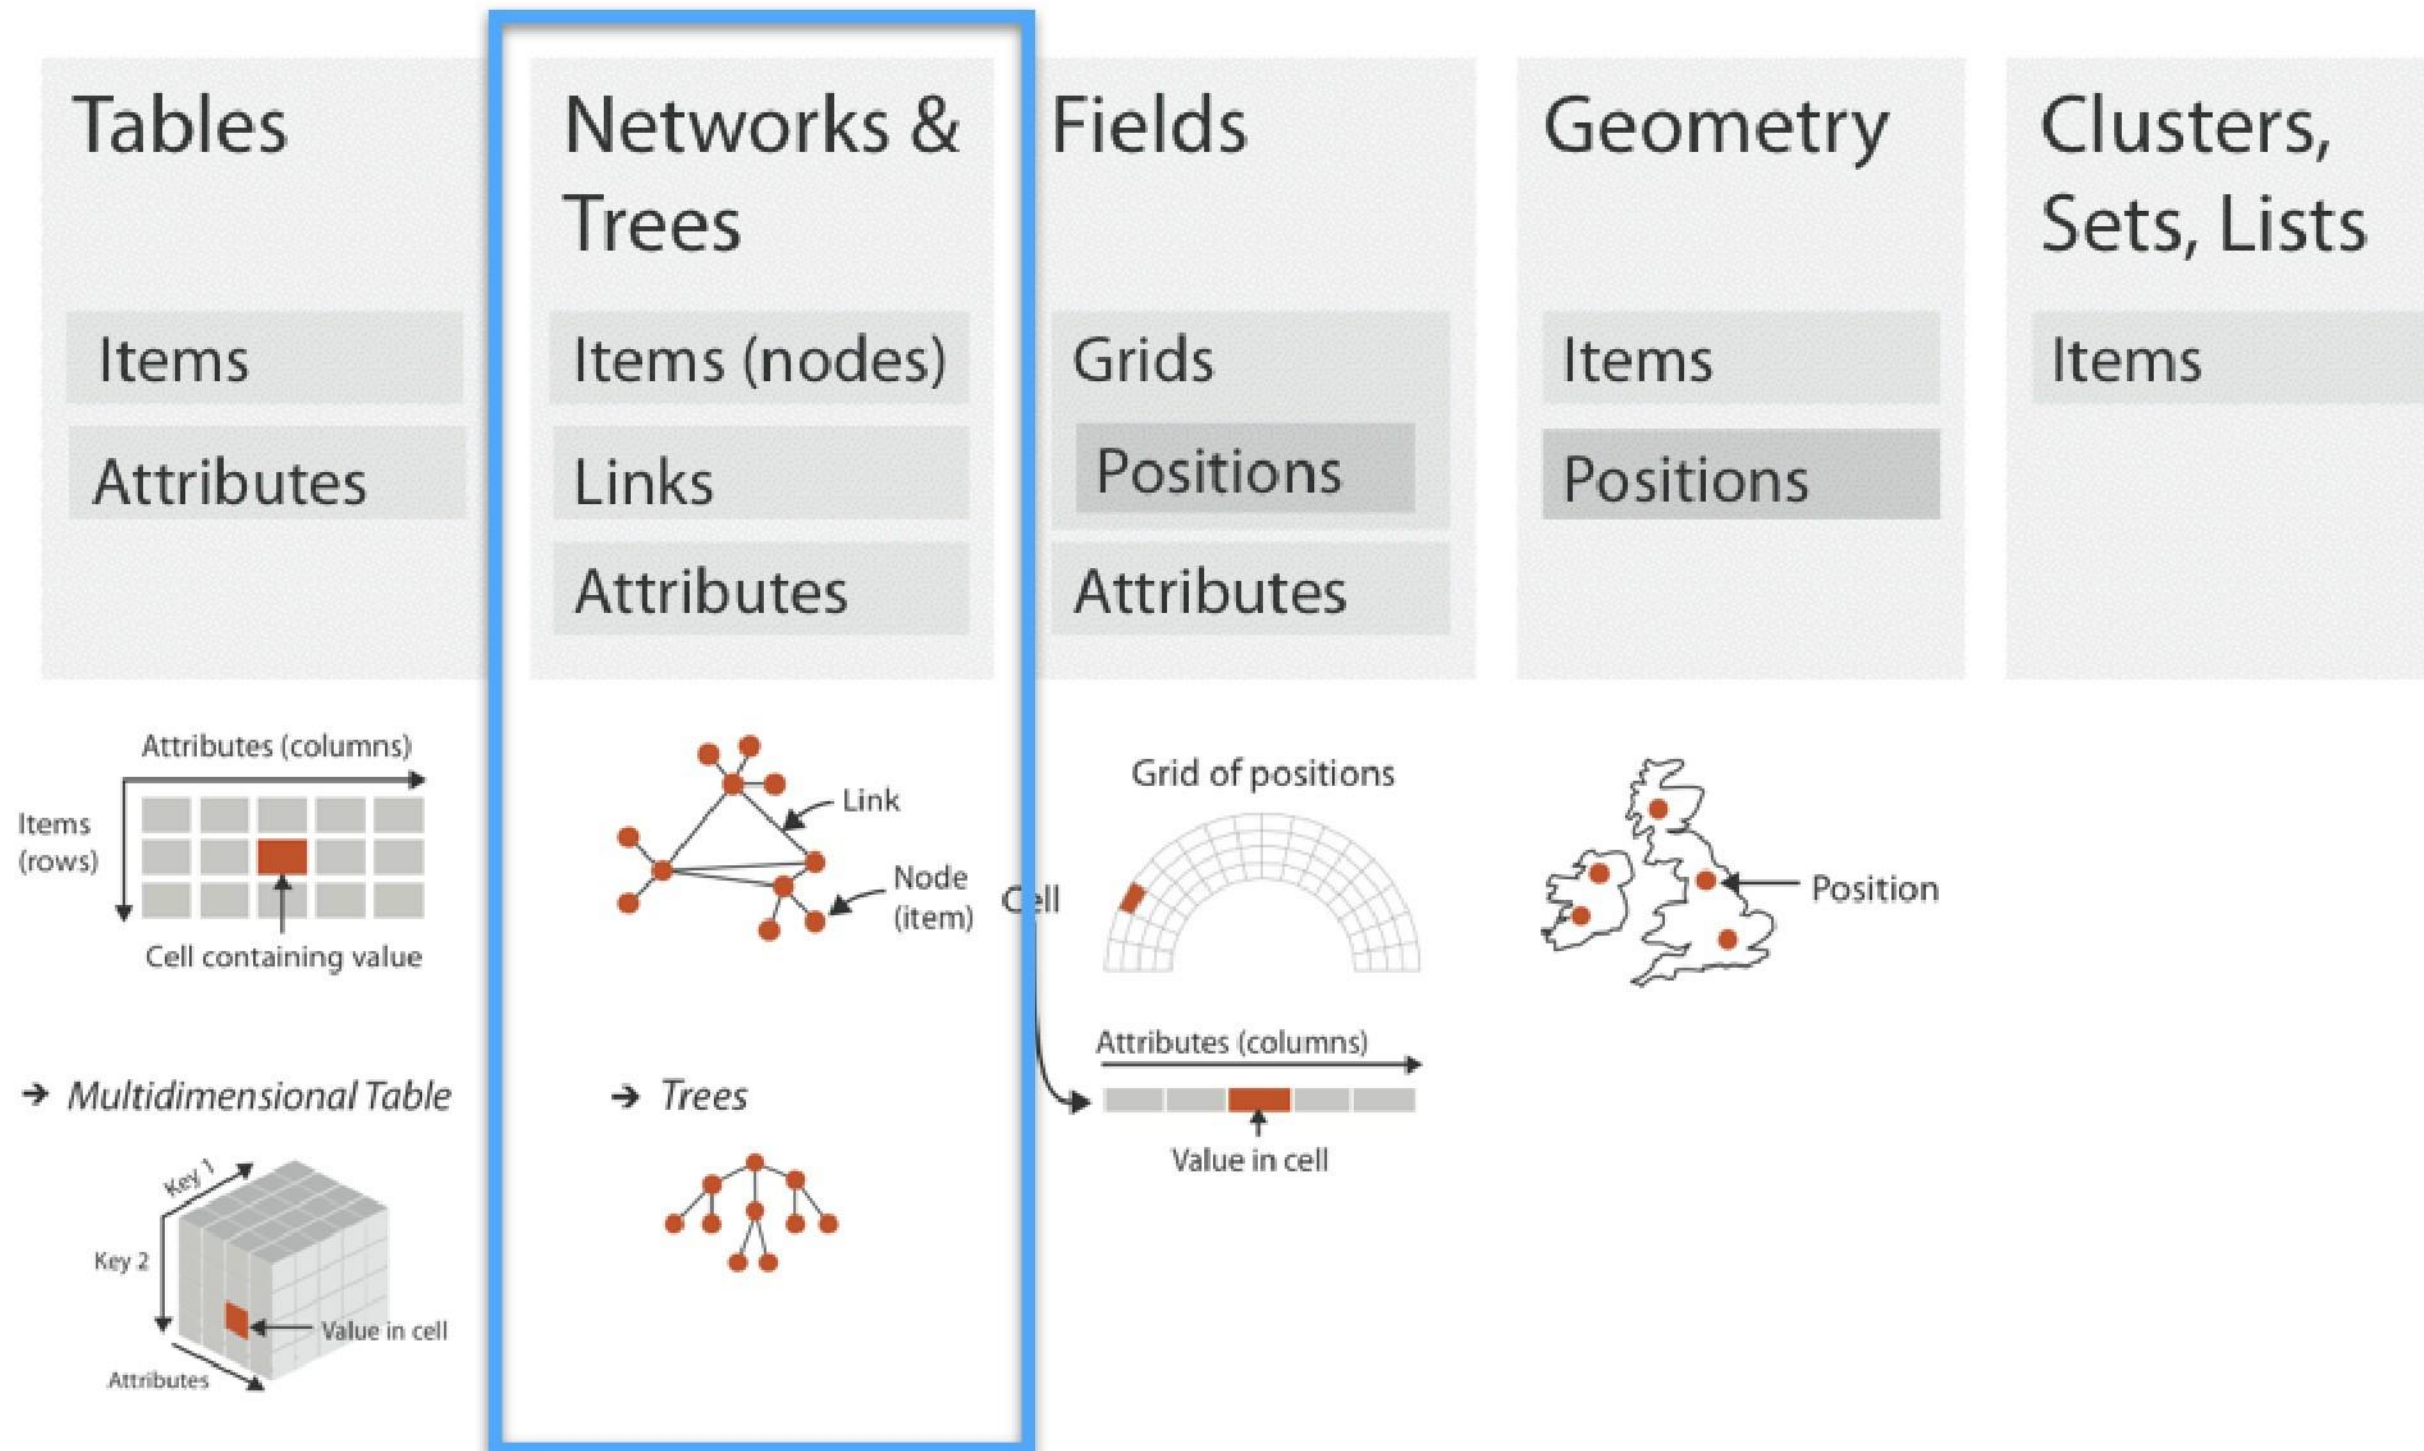 Tables
Items
Attributes
Attributes (columns)
Items
(rows)
Cell containing value
→ Multidimensional Table
Key 1
Key 2
Value in cell
Attributes
Networks &
Trees
Items (nodes)
Links
Attributes
Link
Node
(item)
→ Trees
Fields
Grids
Positions
Attributes
Grid of positions
Cell
Attributes (columns)
Value in cell
Geometry
Items
Positions
Position
Clusters,
Sets, Lists
Items